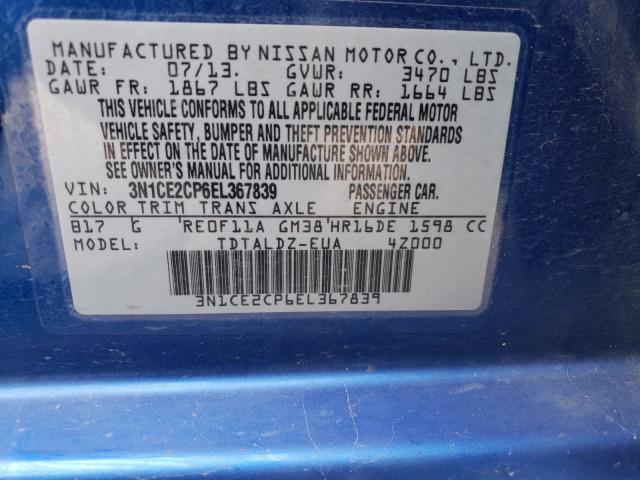 MANUFACTURED BY NISSAN MOTOR CO., LTD.
DATE: 07/13. GVWR: 3470 LBS
GAWR FR: 1867 LBS GAWR RR: 1664 LBS
THIS VEHICLE CONFORMS TO ALL APPLICABLE FEDERAL MOTOR
VEHICLE SAFETY, BUMPER AND THEFT PREVENTION STANDARDS
IN EFFECT ON THE DATE OF MANUFACTURE SHOWN ABOVE.
SEE OWNER'S MANUAL FOR ADDITIONAL INFORMATION.
VIN: 3N1CE2CP6EL367839 PASSENGER CAR.
COLOR TRIM TRANS AXLE ENGINE
B17 G RE0F11A GM38 HR16DE 1598 CC
MODEL: TDTALDZ-EUA 4Z000
3N1CE2CP6EL367839